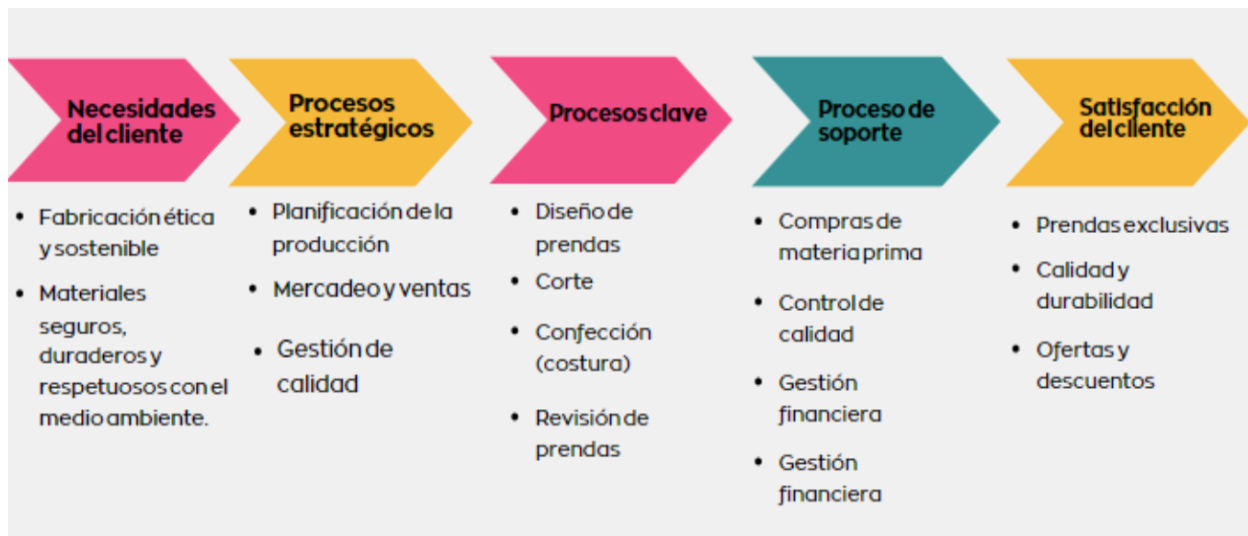 Necesidades
del cliente
• Fabricación ética
y sostenible
• Materiales
seguros,
duraderos y
respetuosos con el
medio ambiente.
Procesos
estratégicos
• Planificación de la
producción
• Mercadeo y ventas
• Gestión de
calidad
Procesos clave
• Diseño de
prendas
• Corte
• Confección
(costura)
• Revisión de
prendas
Proceso de
soporte
• Compras de
materia prima
• Control de
calidad
• Gestión
financiera
• Gestión
financiera
Satisfacción
del cliente
• Prendas exclusivas
• Calidad y
durabilidad
• Ofertas y
descuentos